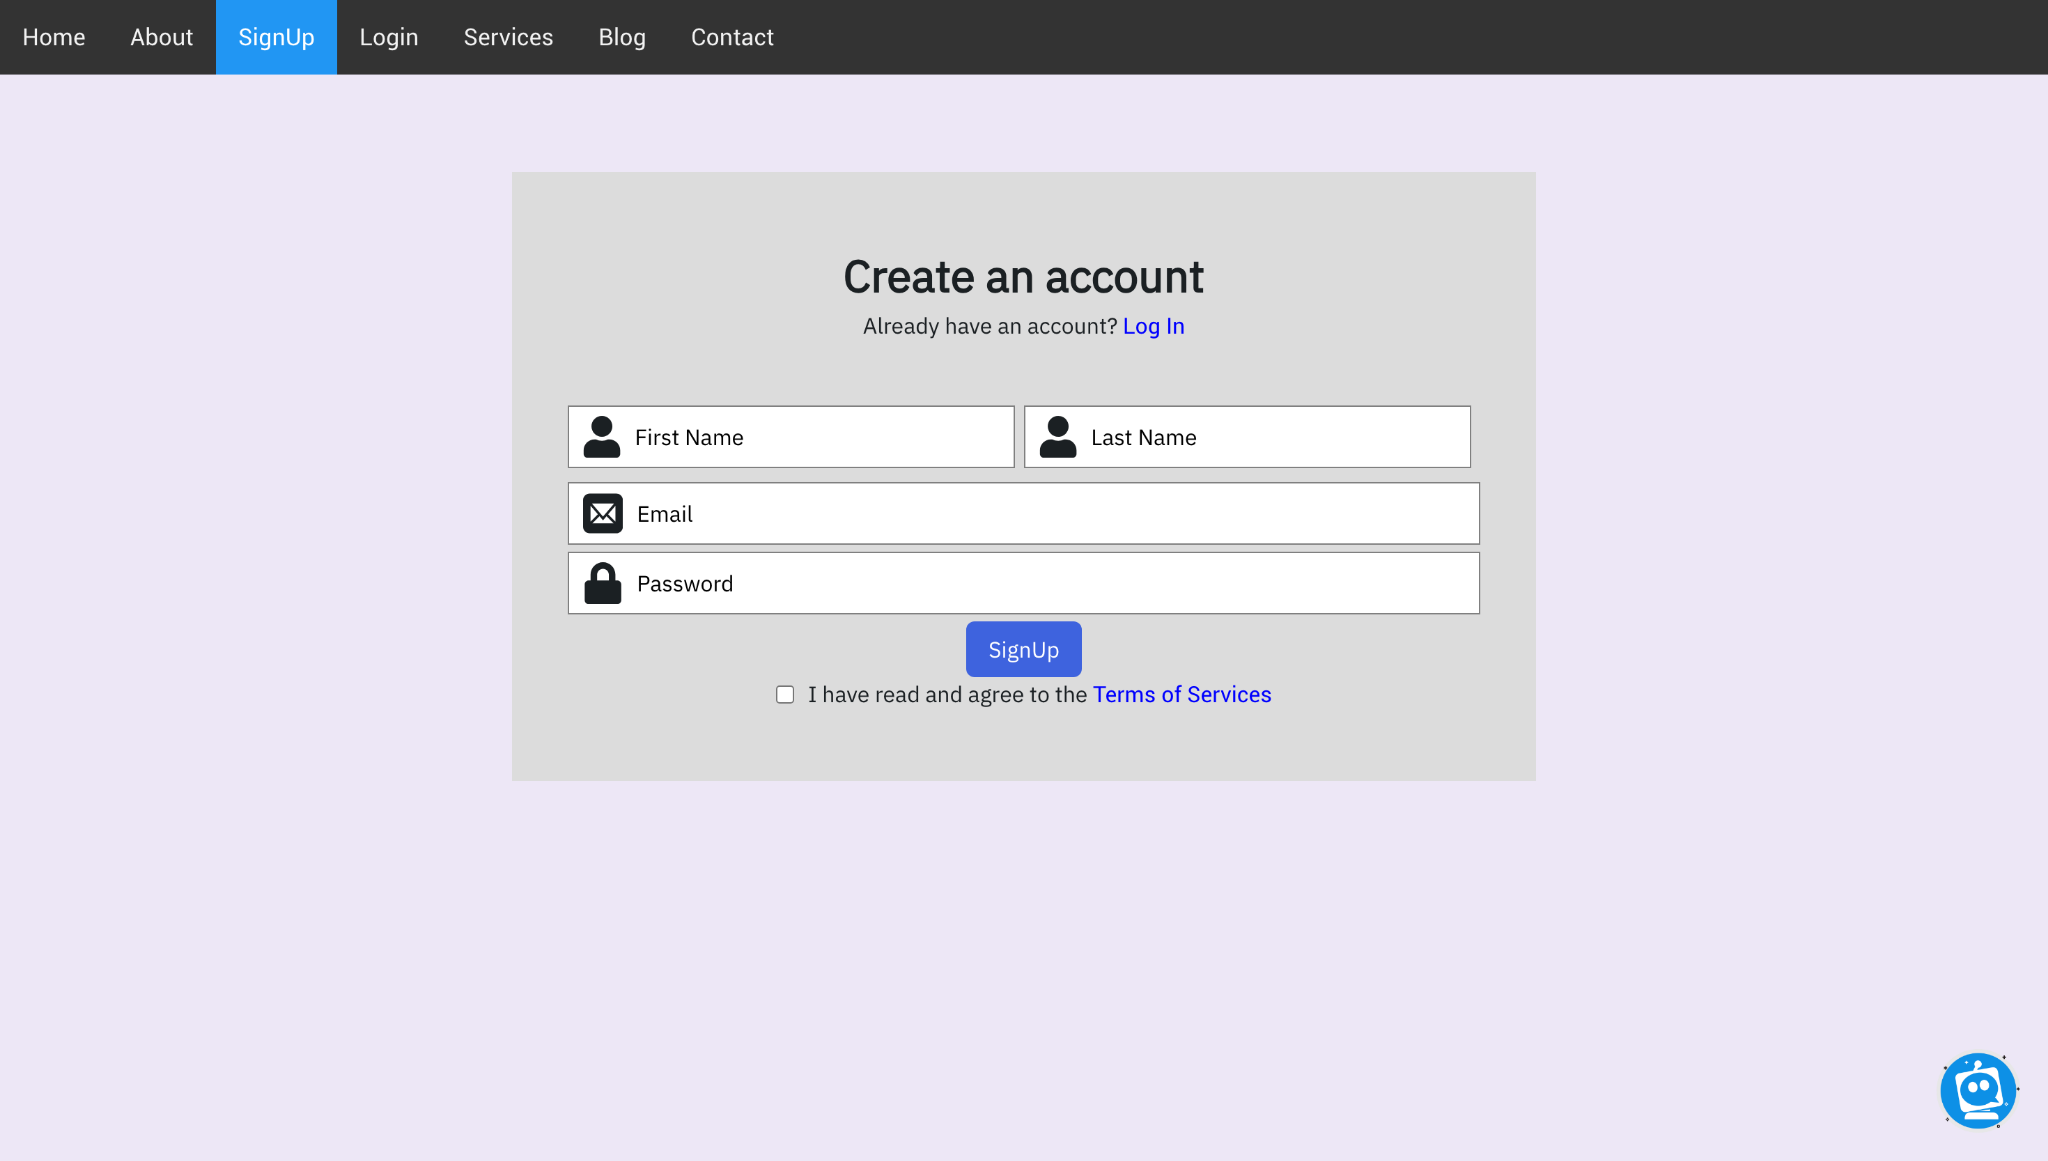 Home About SignUp Login Services Blog Contact
Create an account
Already have an account? Log In
First Name Last Name
Email
Password
SignUp
I have read and agree to the Terms of Services